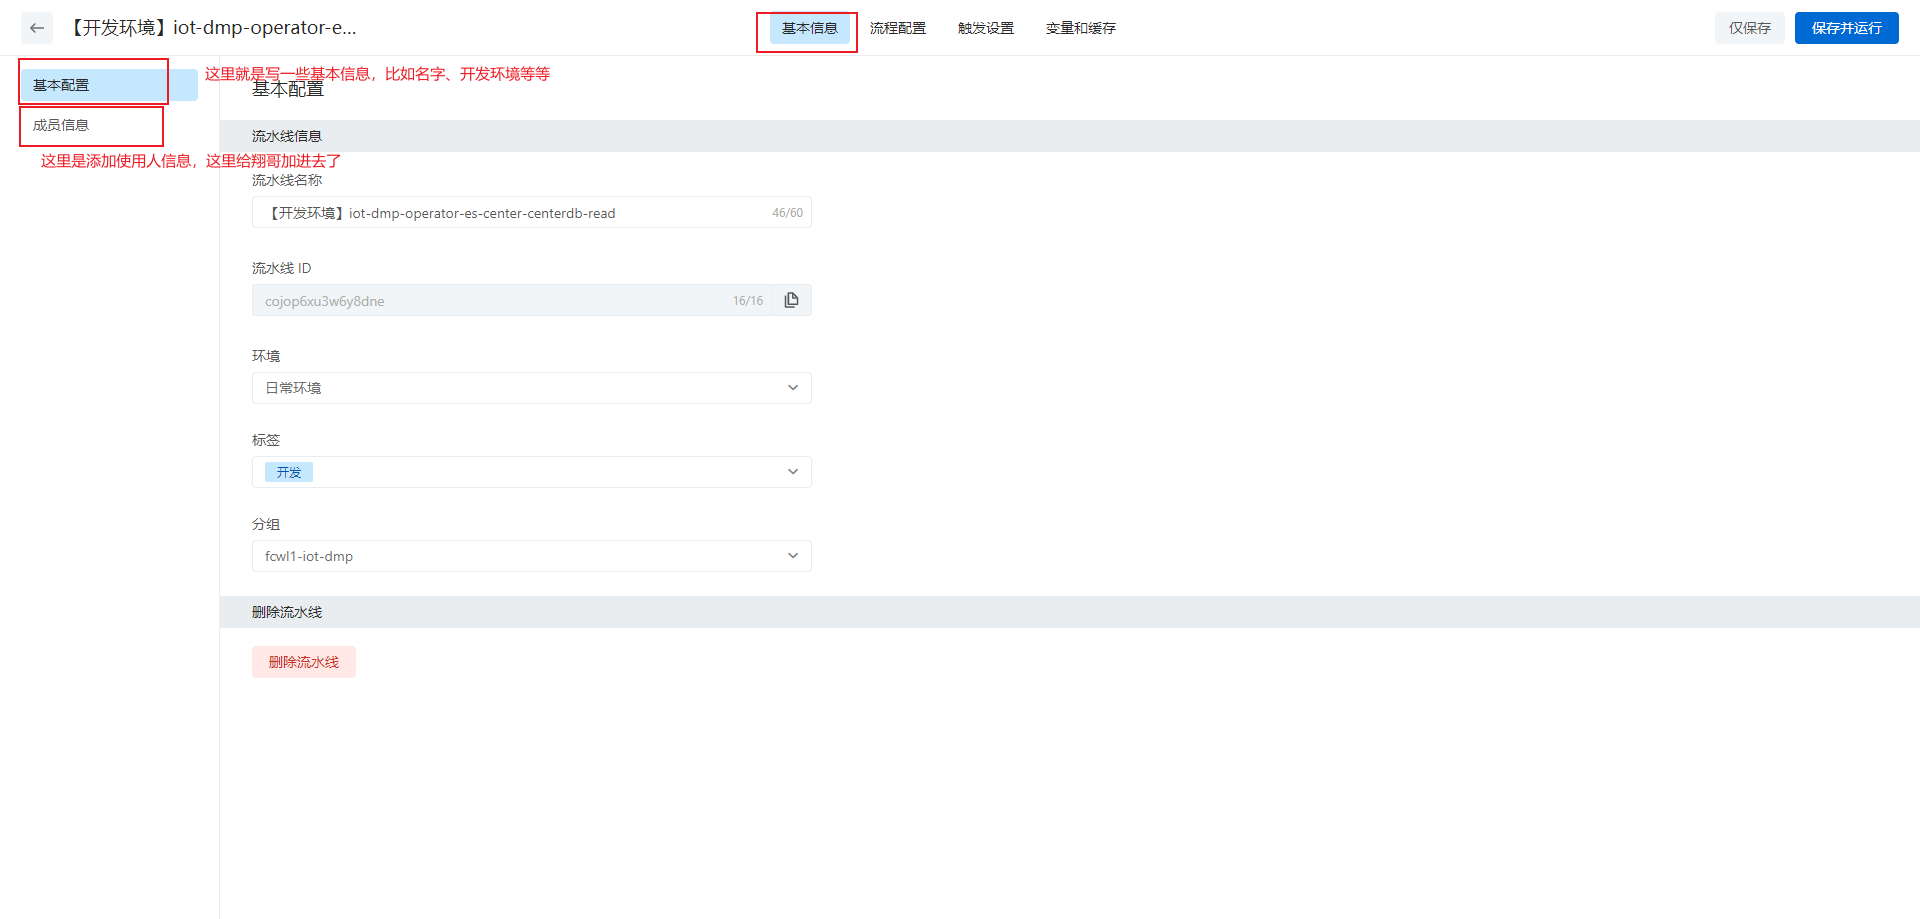 【开发环境】iot-dmp-operator-e...
基本信息
流程配置
触发设置
变量和缓存
仅保存
保存并运行
基本配置
成员信息
这里就是写一些基本信息，比如名字、开发环境等等
基本配置
流水线信息
这里是添加使用人信息，这里给翔哥加进去了
流水线名称
【开发环境】iot-dmp-operator-es-center-centerdb-read
46/60
流水线 ID
cojop6xu3w6y8dne
16/16
环境
日常环境
标签
开发
分组
fcwl1-iot-dmp
删除流水线
删除流水线